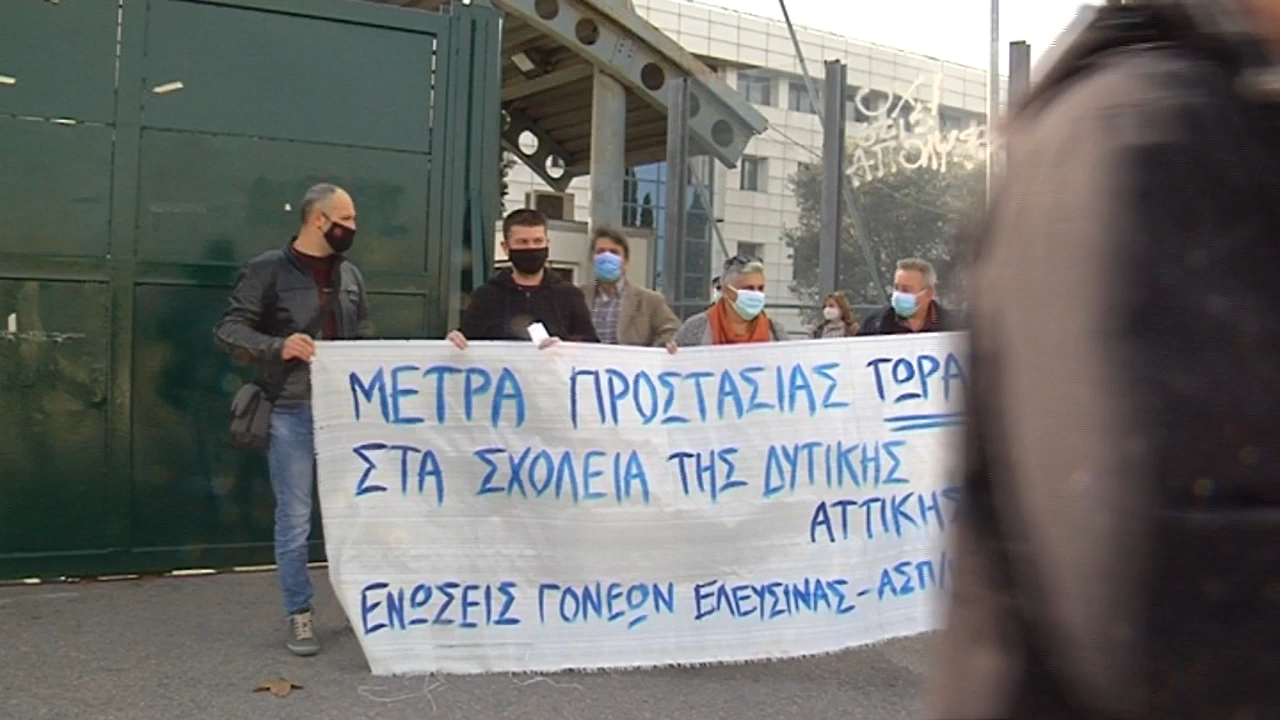 ΟΧΙ
ΜΕΤΡΑ ΠΡΟΣΤΑΣΙΑΣ ΤΩΡΑ
ΣΤΑ ΣΧΟΛΕΙΑ ΤΗΣ ΔΥΤΙΚΗΣ
ΑΤΤΙΚΗΣ
ΕΝΩΣΕΙΣ ΓΟΝΕΩΝ ΕΛΕΥΣΙΝΑΣ -